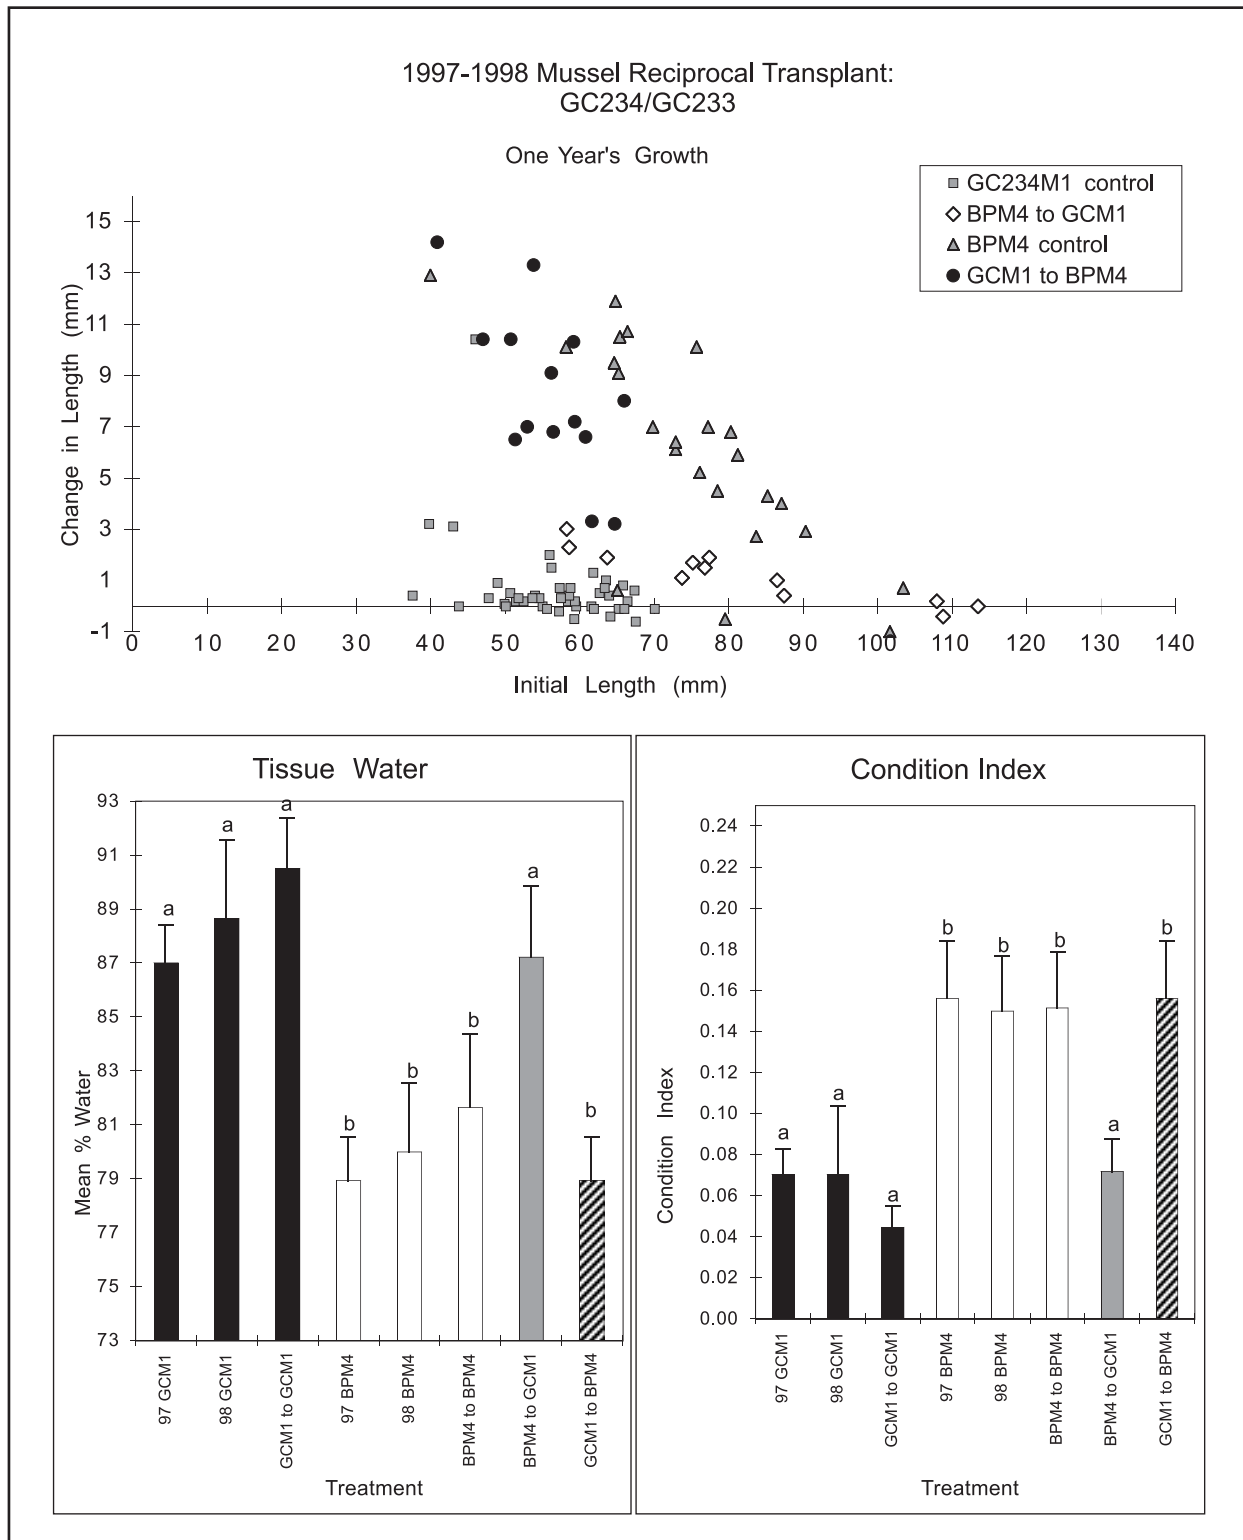 1997-1998 Mussel Reciprocal Transplant:
GC234/GC233
One Year's Growth
GC234M1 control
BPM4 to GCM1
BPM4 control
GCM1 to BPM4
Change in Length (mm)
15
13
11
9
7
5
3
1
-1
0 10 20 30 40 50 60 70 80 90 100 110 120 130 140
Initial Length (mm)
Tissue Water
Mean % Water
93
91
89
87
85
83
81
79
77
75
73
a a a b b b a b
97 GCM1
98 GCM1
GCM1 to GCM1
97 BPM4
98 BPM4
BPM4 to BPM4
BPM4 to GCM1
GCM1 to BPM4
Treatment
Condition Index
Condition Index
0.24
0.22
0.20
0.18
0.16
0.14
0.12
0.10
0.08
0.06
0.04
0.02
0.00
a a a b b b a b
97 GCM1
98 GCM1
GCM1 to GCM1
97 BPM4
98 BPM4
BPM4 to BPM4
BPM4 to GCM1
GCM1 to BPM4
Treatment